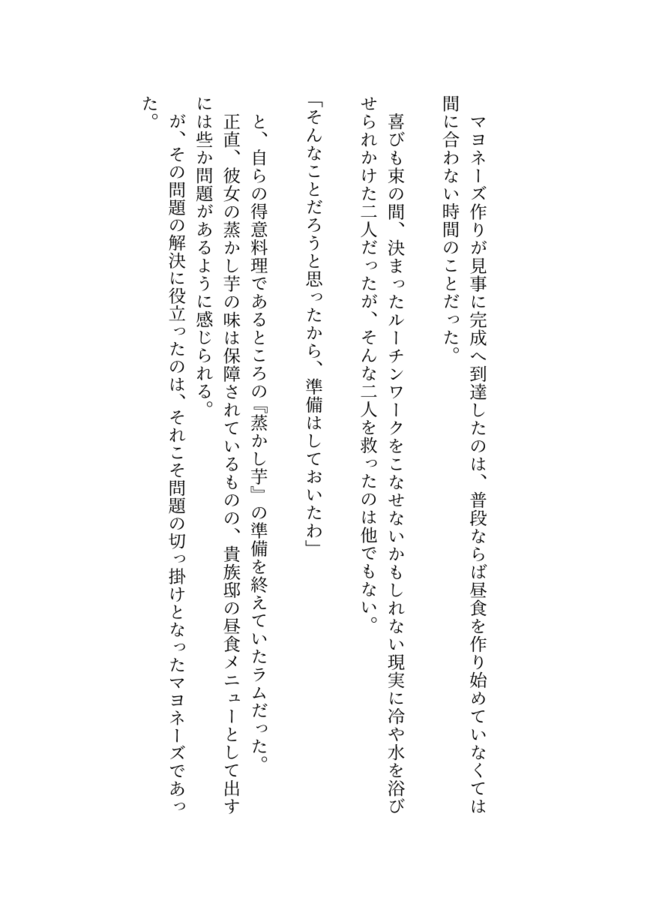 マヨネーズ作りが見事に完成へ到達したのは、普段ならば昼食を作り始めていなくては
間に合わない時間のことだった。
喜びも束の間、決まったルーチンワークをこなせないかもしれない現実に冷や水を浴び
せられかけた二人だったが、そんな二人を救ったのは他でもない。
「そんなことだろうと思ったから、準備はしておいたわ」
と、自らの得意料理であるところの『蒸かし芋』の準備を終えていたラムだった。
正直、彼女の蒸かし芋の味は保障されているものの、貴族邸の昼食メニューとして出す
には些か問題があるように感じられる。
が、その問題の解決に役立ったのは、それこそ問題の切っ掛けとなったマヨネーズであっ
た。